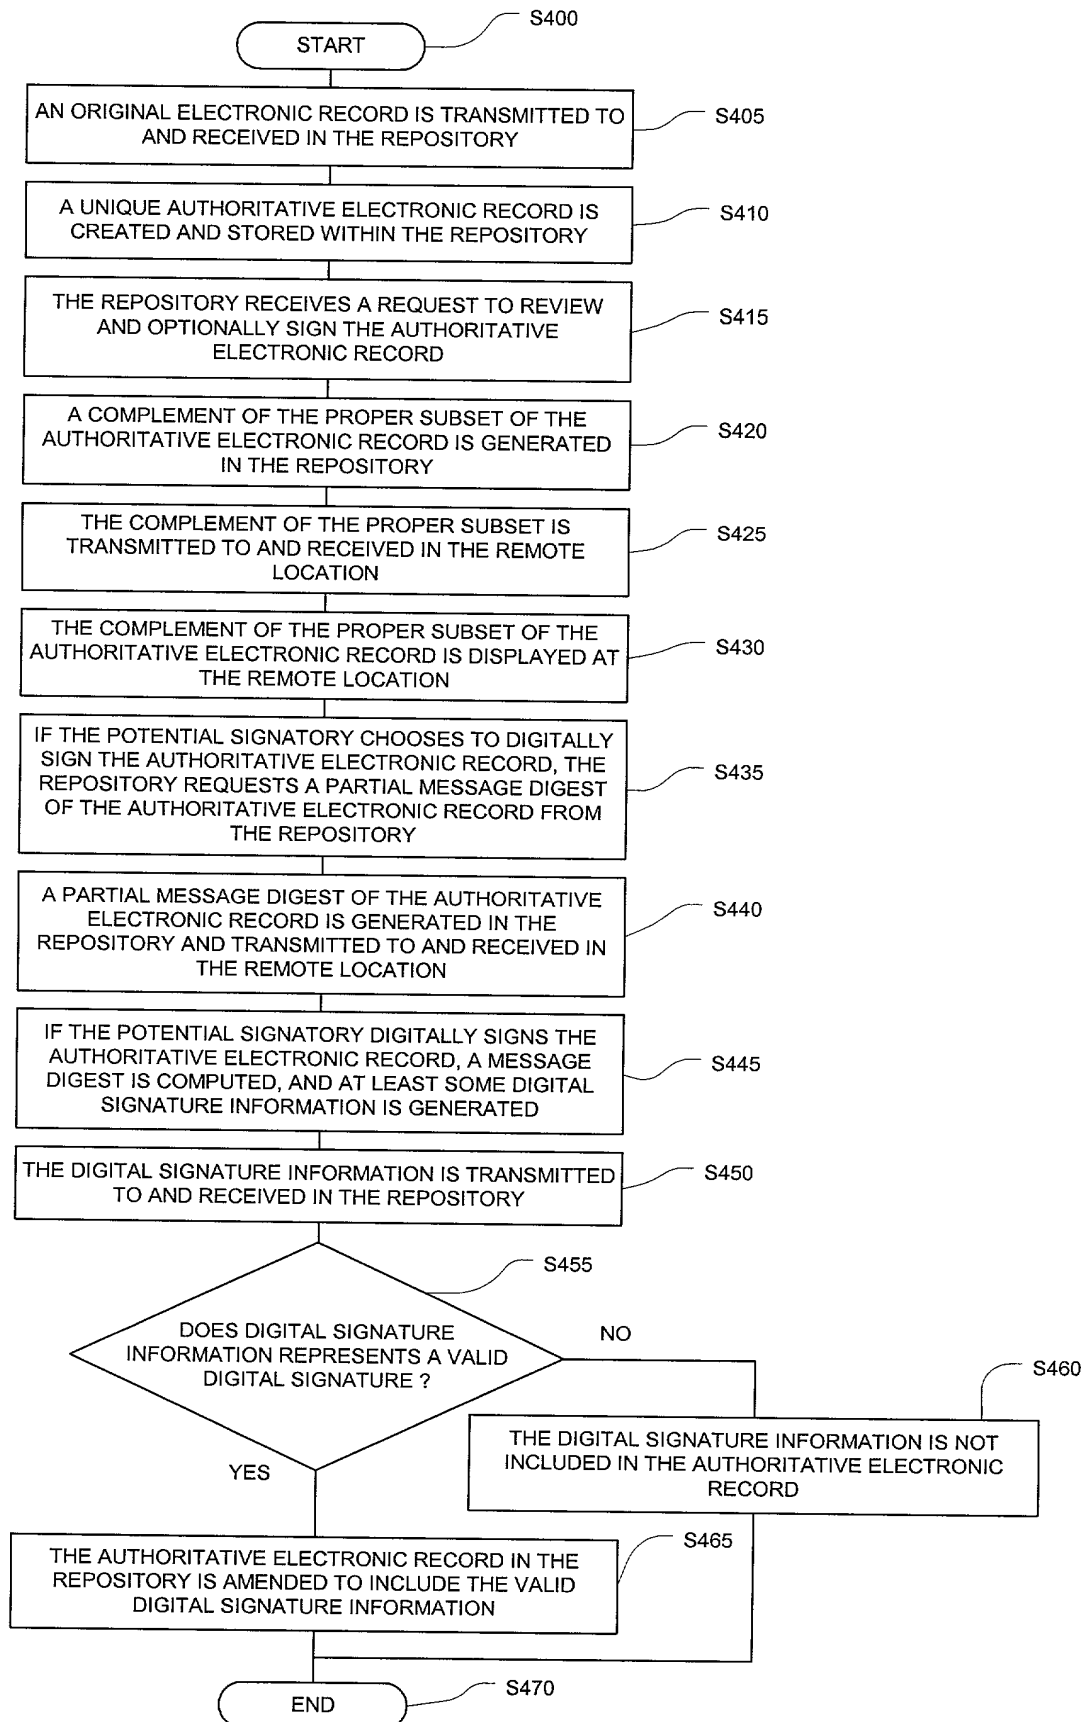 S400
START
AN ORIGINAL ELECTRONIC RECORD IS TRANSMITTED TO
AND RECEIVED IN THE REPOSITORY
S405
A UNIQUE AUTHORITATIVE ELECTRONIC RECORD IS
CREATED AND STORED WITHIN THE REPOSITORY
S410
THE REPOSITORY RECEIVES A REQUEST TO REVIEW
AND OPTIONALLY SIGN THE AUTHORITATIVE
ELECTRONIC RECORD
S415
A COMPLEMENT OF THE PROPER SUBSET OF THE
AUTHORITATIVE ELECTRONIC RECORD IS GENERATED
IN THE REPOSITORY
S420
THE COMPLEMENT OF THE PROPER SUBSET IS
TRANSMITTED TO AND RECEIVED IN THE REMOTE
LOCATION
S425
THE COMPLEMENT OF THE PROPER SUBSET OF THE
AUTHORITATIVE ELECTRONIC RECORD IS DISPLAYED AT
THE REMOTE LOCATION
S430
IF THE POTENTIAL SIGNATORY CHOOSES TO DIGITALLY
SIGN THE AUTHORITATIVE ELECTRONIC RECORD, THE
REPOSITORY REQUESTS A PARTIAL MESSAGE DIGEST
OF THE AUTHORITATIVE ELECTRONIC RECORD FROM
THE REPOSITORY
S435
A PARTIAL MESSAGE DIGEST OF THE AUTHORITATIVE
ELECTRONIC RECORD IS GENERATED IN THE
REPOSITORY AND TRANSMITTED TO AND RECEIVED IN
THE REMOTE LOCATION
S440
IF THE POTENTIAL SIGNATORY DIGITALLY SIGNS THE
AUTHORITATIVE ELECTRONIC RECORD, A MESSAGE
DIGEST IS COMPUTED, AND AT LEAST SOME DIGITAL
SIGNATURE INFORMATION IS GENERATED
S445
THE DIGITAL SIGNATURE INFORMATION IS TRANSMITTED
TO AND RECEIVED IN THE REPOSITORY
S450
S455
DOES DIGITAL SIGNATURE
INFORMATION REPRESENTS A VALID
DIGITAL SIGNATURE ?
NO
S460
THE DIGITAL SIGNATURE INFORMATION IS NOT
INCLUDED IN THE AUTHORITATIVE ELECTRONIC
RECORD
YES
S465
THE AUTHORITATIVE ELECTRONIC RECORD IN THE
REPOSITORY IS AMENDED TO INCLUDE THE VALID
DIGITAL SIGNATURE INFORMATION
END
S470